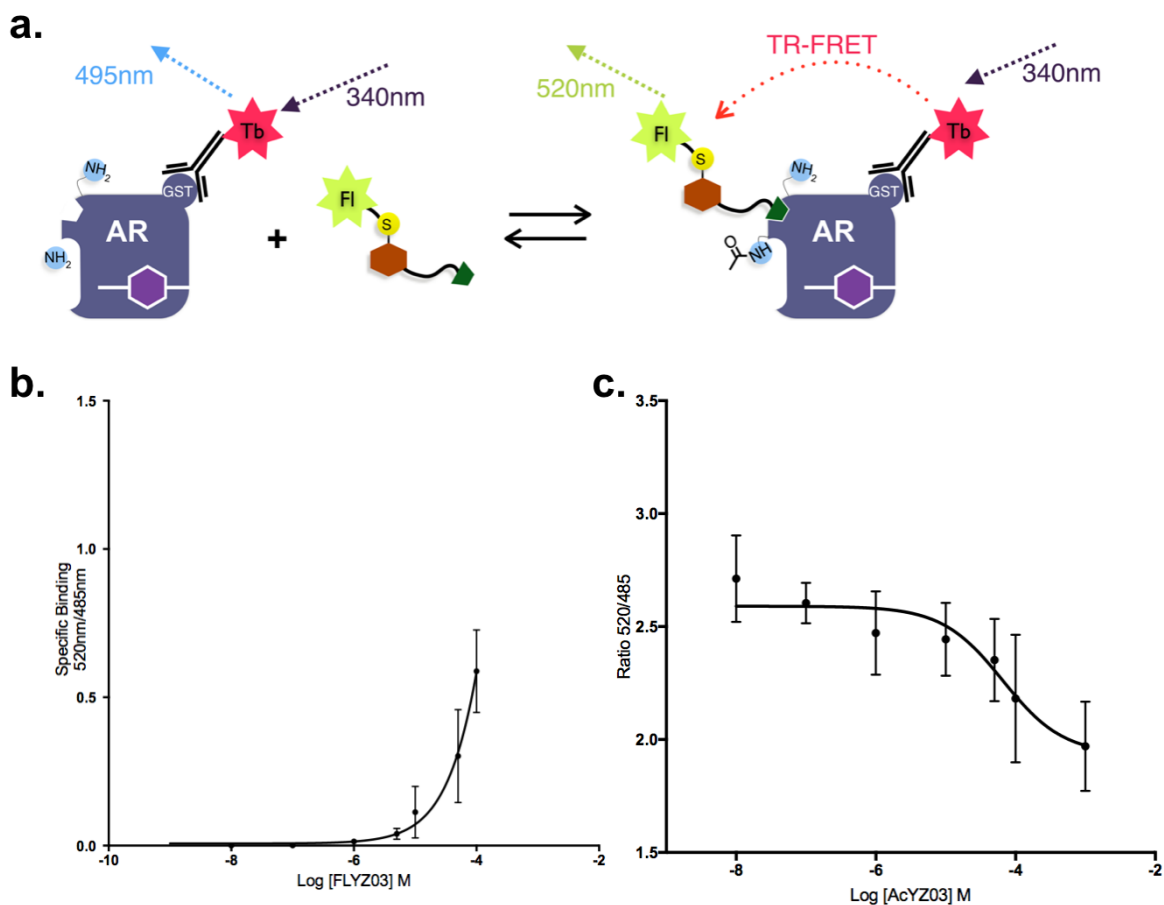 a.
TR-FRET
495nm
340nm
520nm
340nm
Tb
Fl
Tb
NH2
GST
Fl
S
NH2
GST
AR
+
S
AR
NH2
O
NH
b.
c.
1.5
1.0
0.5
0.0
Specific Binding
520nm/485nm
-10
-8
-6
-4
-2
Log [FLYZ03] M
3.5
3.0
2.5
2.0
1.5
Ratio 520/485
-8
-6
-4
-2
Log [AcYZ03] M